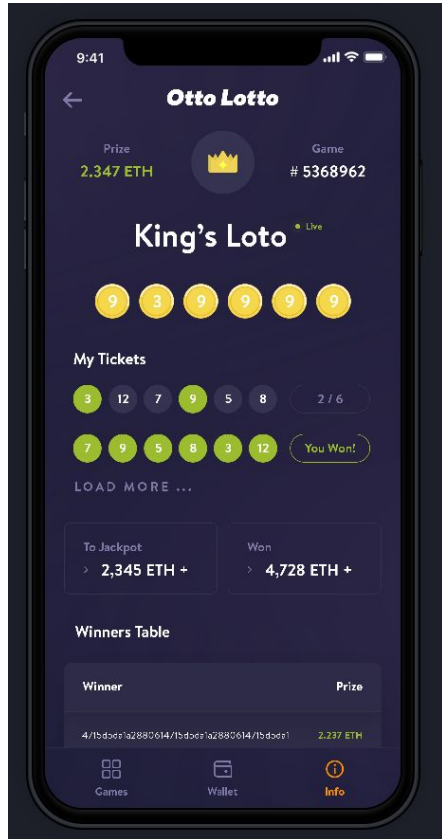 9:41
Otto Lotto
Prize Game
2.347 ETH # 5368962
King's Loto Live
9 3 9 9 9 9
My Tickets
3 12 7 9 5 8 2 / 6
7 9 5 8 3 12 You Won!
LOAD MORE ...
To Jackpot Won
> 2,345 ETH + > 4,728 ETH +
Winners Table
Winner Prize
2.237 ETH
Games Wallet Info